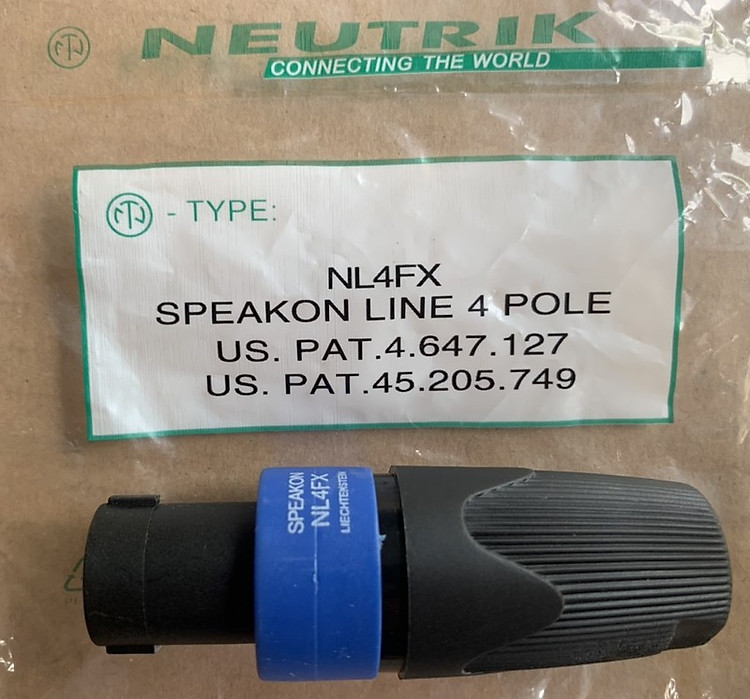 NEUTRIK
CONNECTING THE WORLD
- TYPE:
NL4FX
SPEAKON LINE 4 POLE
US. PAT.4.647.127
US. PAT.45.205.749
SPEAKON
NL4FX
LIECHTENSTEIN